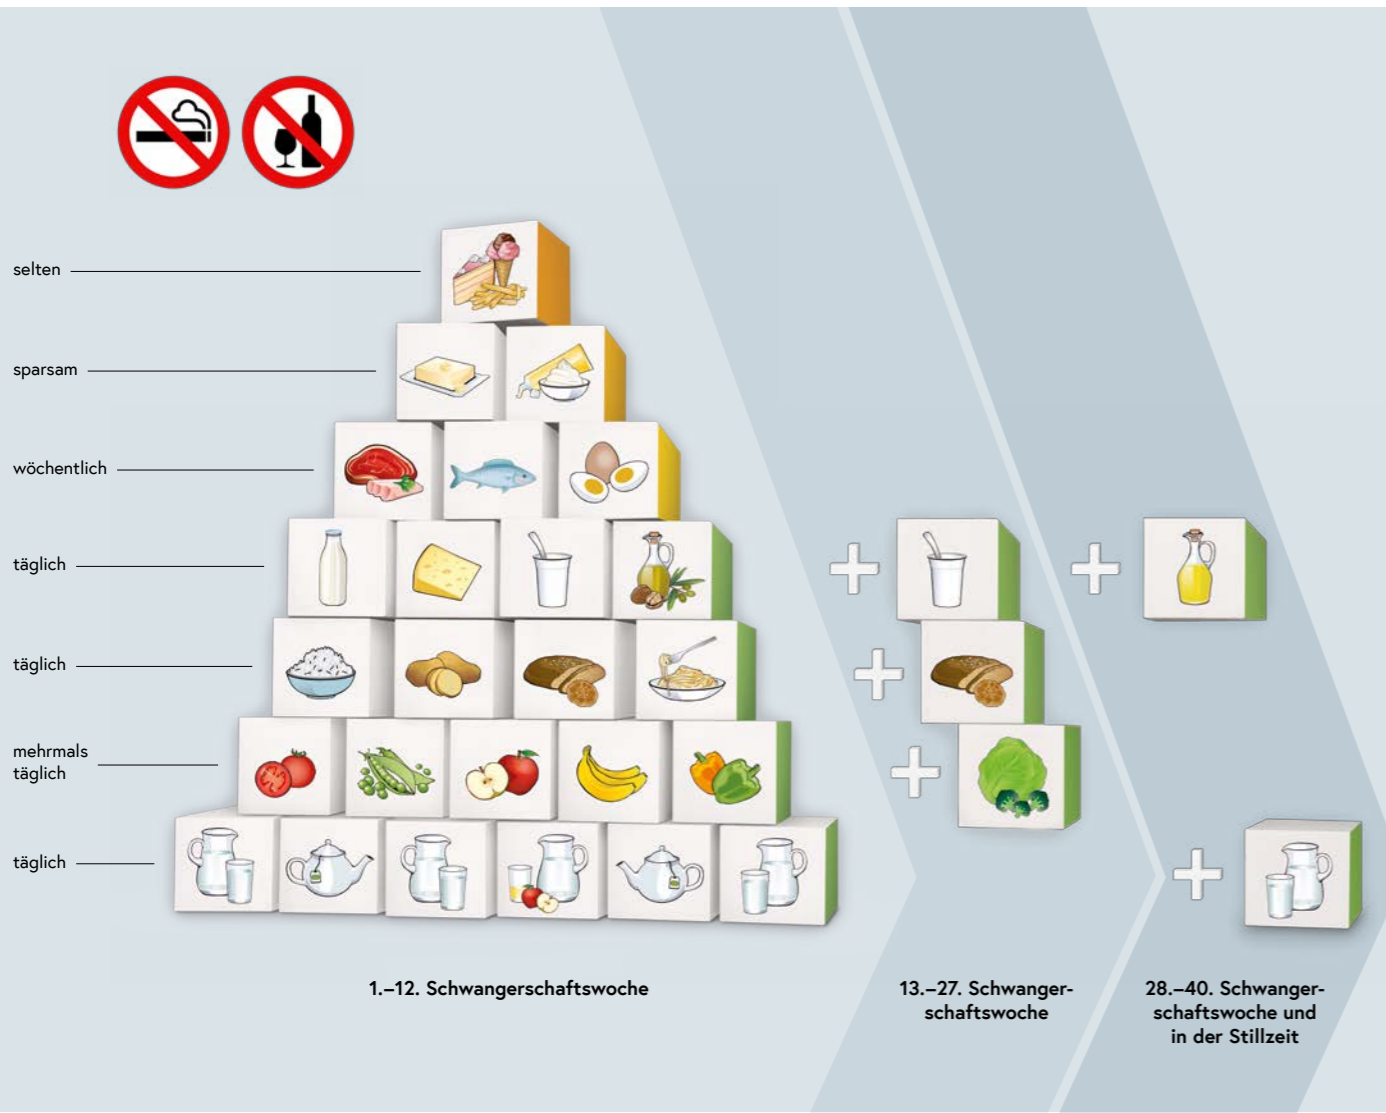 selten
sparsam
wöchentlich
täglich
täglich
mehrmals
täglich
täglich
1.–12. Schwangerschaftswoche
13.–27. Schwanger-
schaftswoche
28.–40. Schwanger-
schaftswoche und
in der Stillzeit